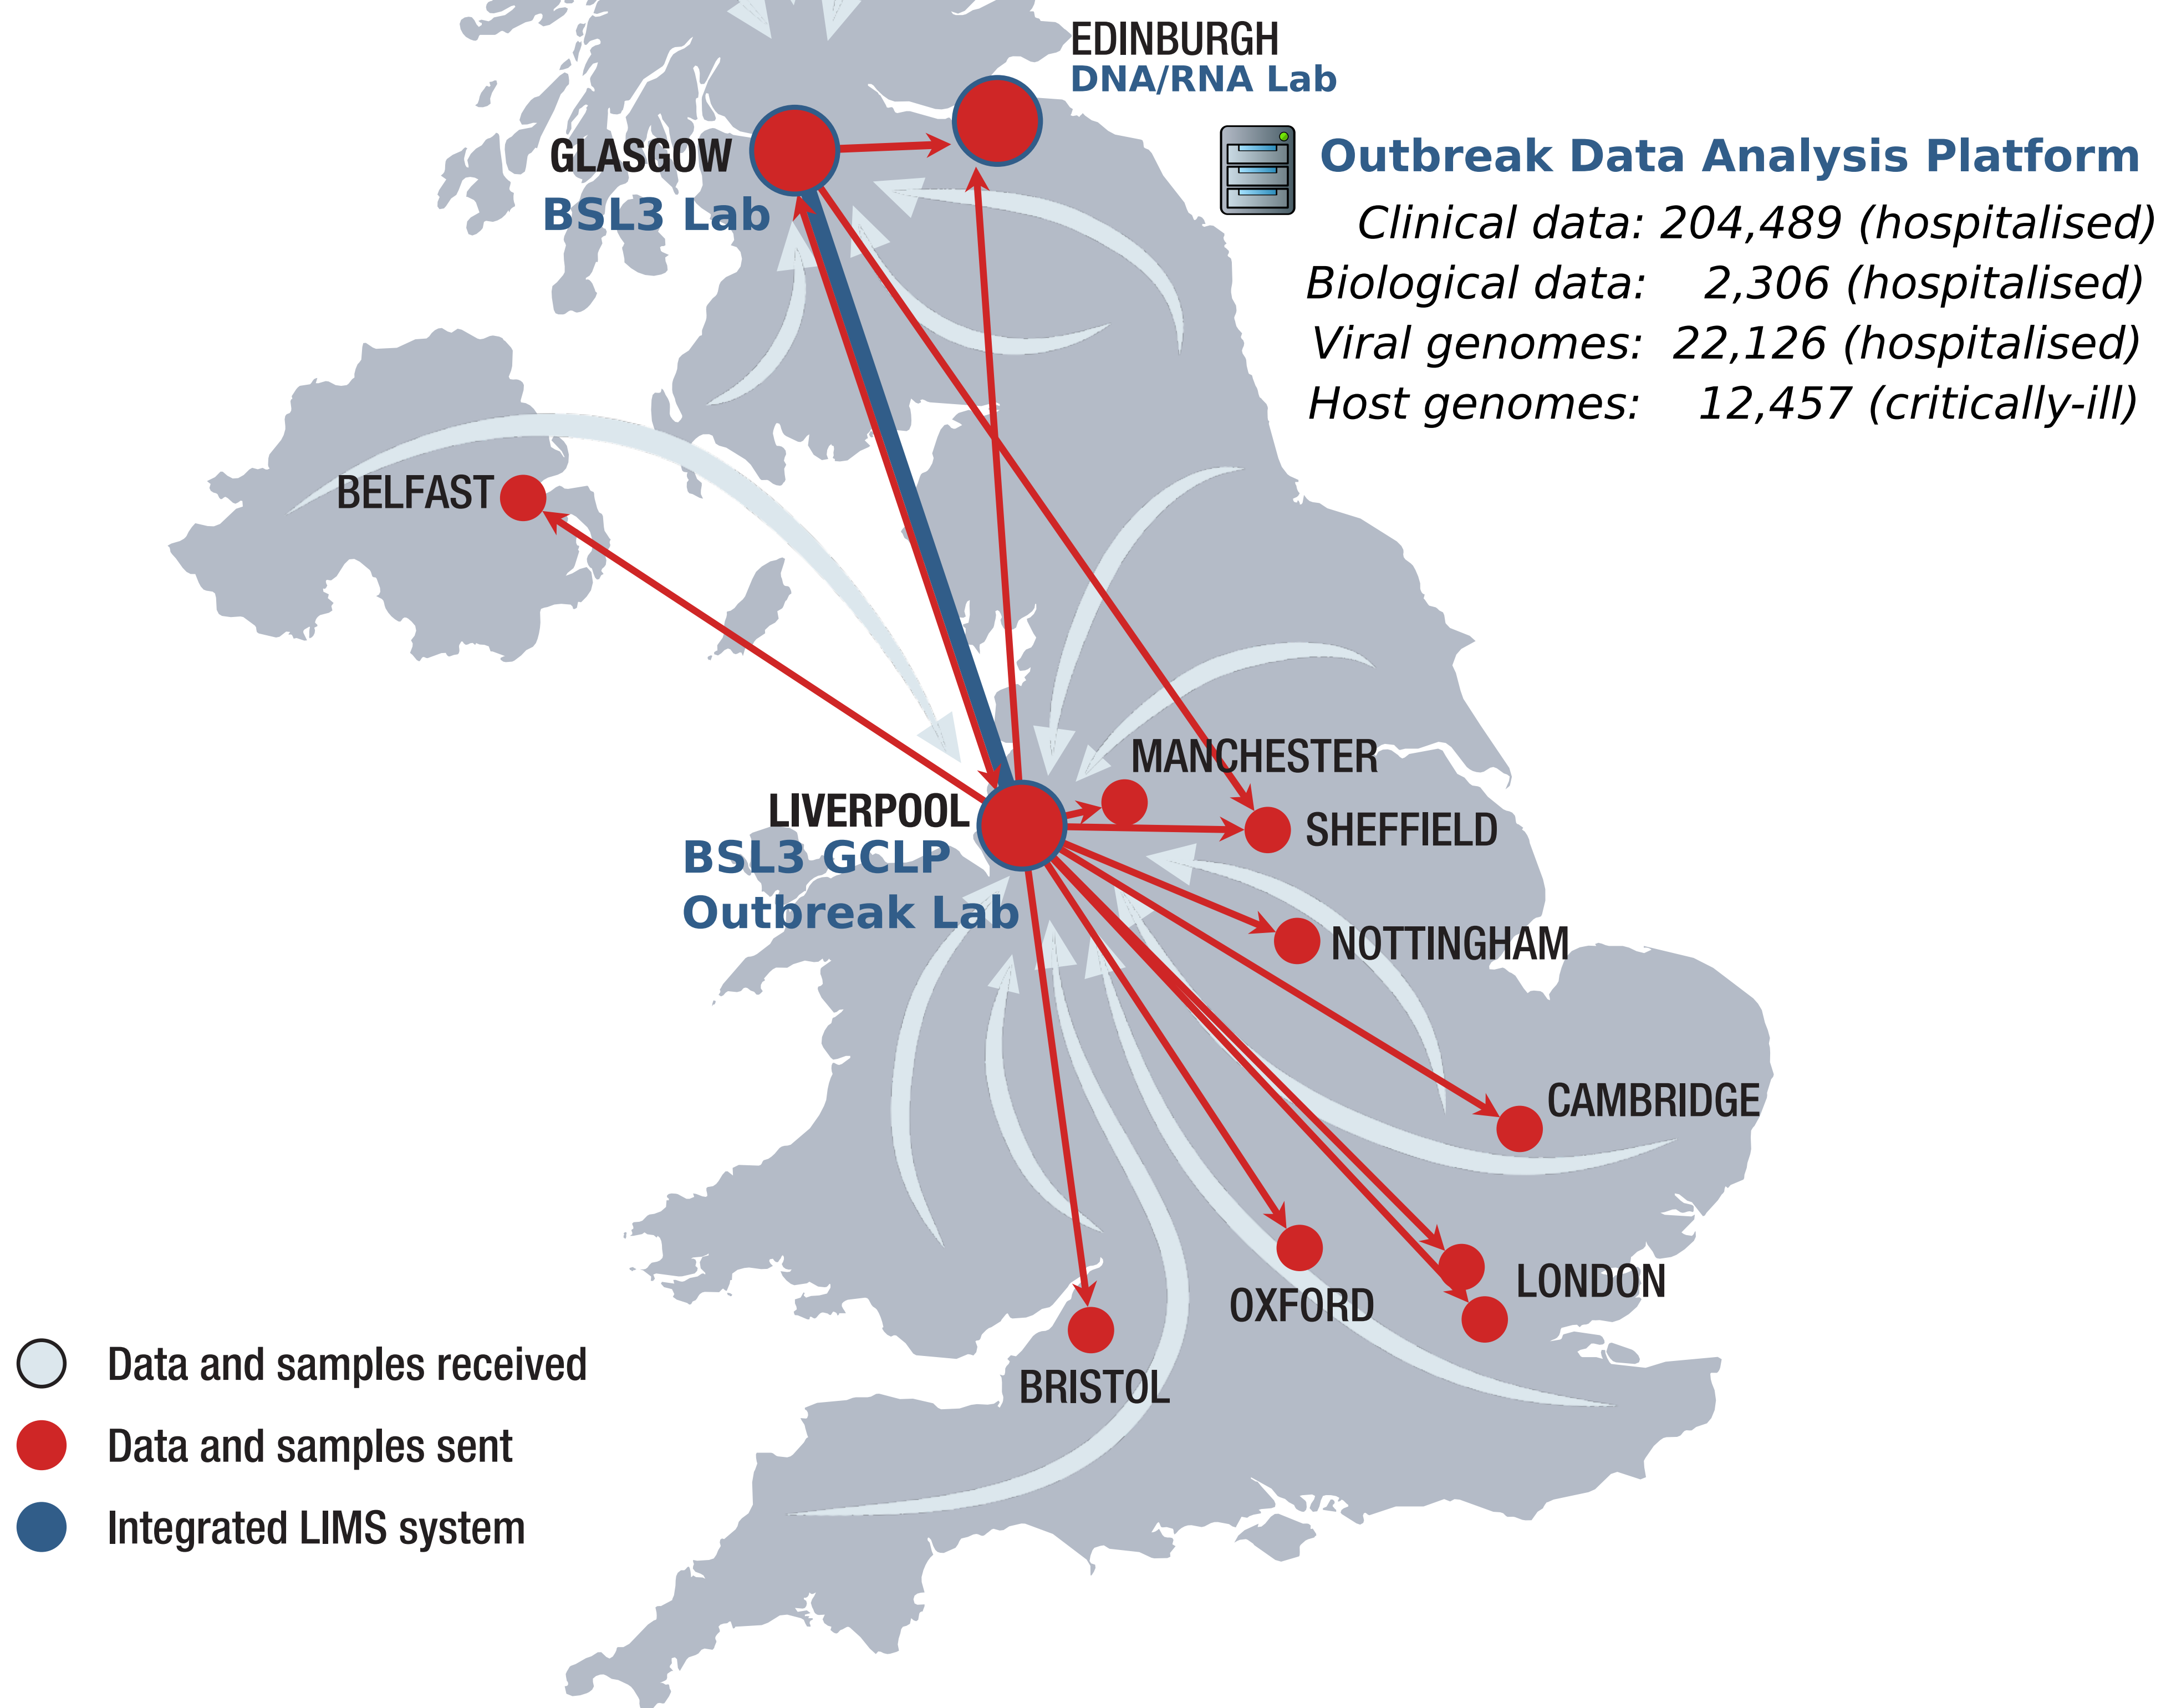 EDINBURGH
DNA/RNA Lab
GLASGOW
BSL3 Lab
Outbreak Data Analysis Platform
Clinical data: 204,489 (hospitalised)
Biological data: 2,306 (hospitalised)
Viral genomes: 22,126 (hospitalised)
Host genomes: 12,457 (critically-ill)
BELFAST
MANCHESTER
LIVERPOOL
BSL3 GCLP
Outbreak Lab
SHEFFIELD
NOTTINGHAM
CAMBRIDGE
LONDON
OXFORD
BRISTOL
Data and samples received
Data and samples sent
Integrated LIMS system